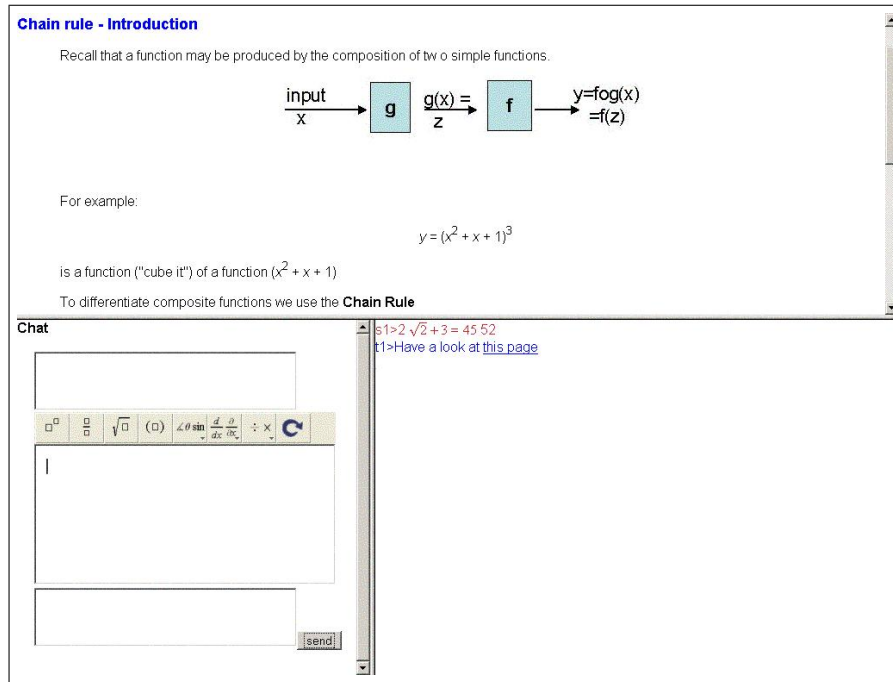 Chain rule - Introduction
Recall that a function may be produced by the composition of tw o simple functions.
input
x
g
g(x) =
z
f
y=fog(x)
=f(z)
For example:
y = (x² + x + 1)³
is a function ("cube it") of a function (x² + x + 1)
To differentiate composite functions we use the Chain Rule
Chat
s1>2 √2 + 3 = 45 52
t1>Have a look at this page
□□ □/□ √□ (□) ∠θ sin d/dx ∂/∂x ÷ ×
send